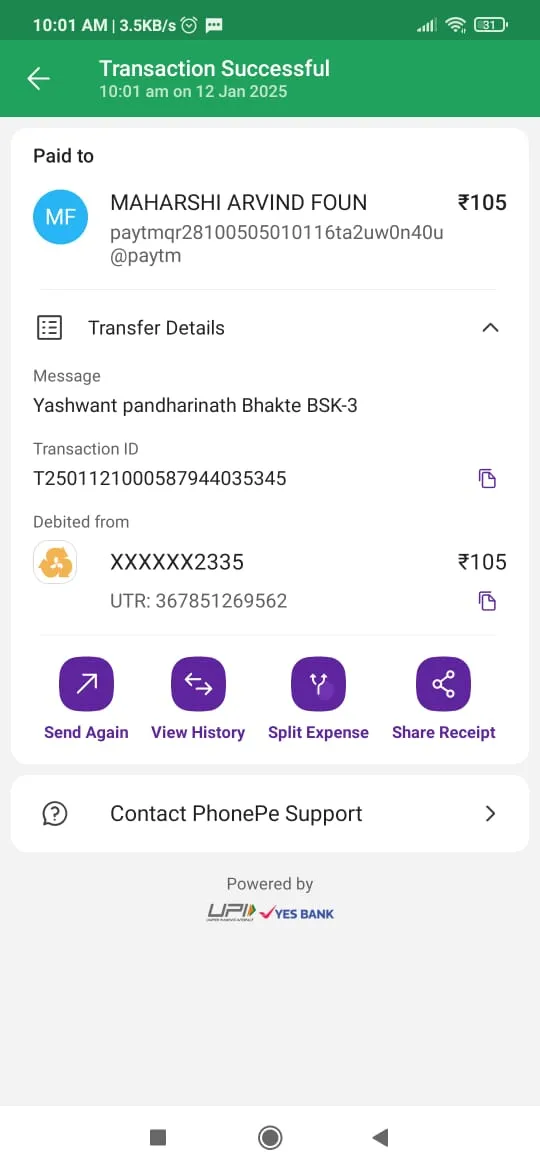 10:01 AM | 3.5KB/s
31
Transaction Successful
10:01 am on 12 Jan 2025
Paid to
MF
MAHARSHI ARVIND FOUN
₹105
paytmqr28100505010116ta2uw0n40u
@paytm
Transfer Details
Message
Yashwant pandharinath Bhakte BSK-3
Transaction ID
T2501121000587944035345
Debited from
XXXXXX2335
₹105
UTR: 367851269562
Send Again
View History
Split Expense
Share Receipt
Contact PhonePe Support
Powered by
UPI YES BANK